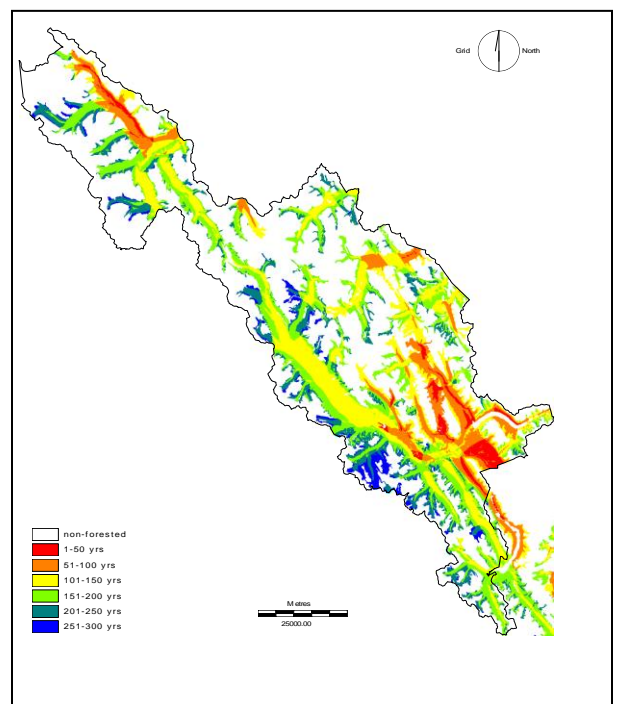 Grid North
non-forested
1-50 yrs
51-100 yrs
101-150 yrs
151-200 yrs
201-250 yrs
251-300 yrs
Metres
25000.00